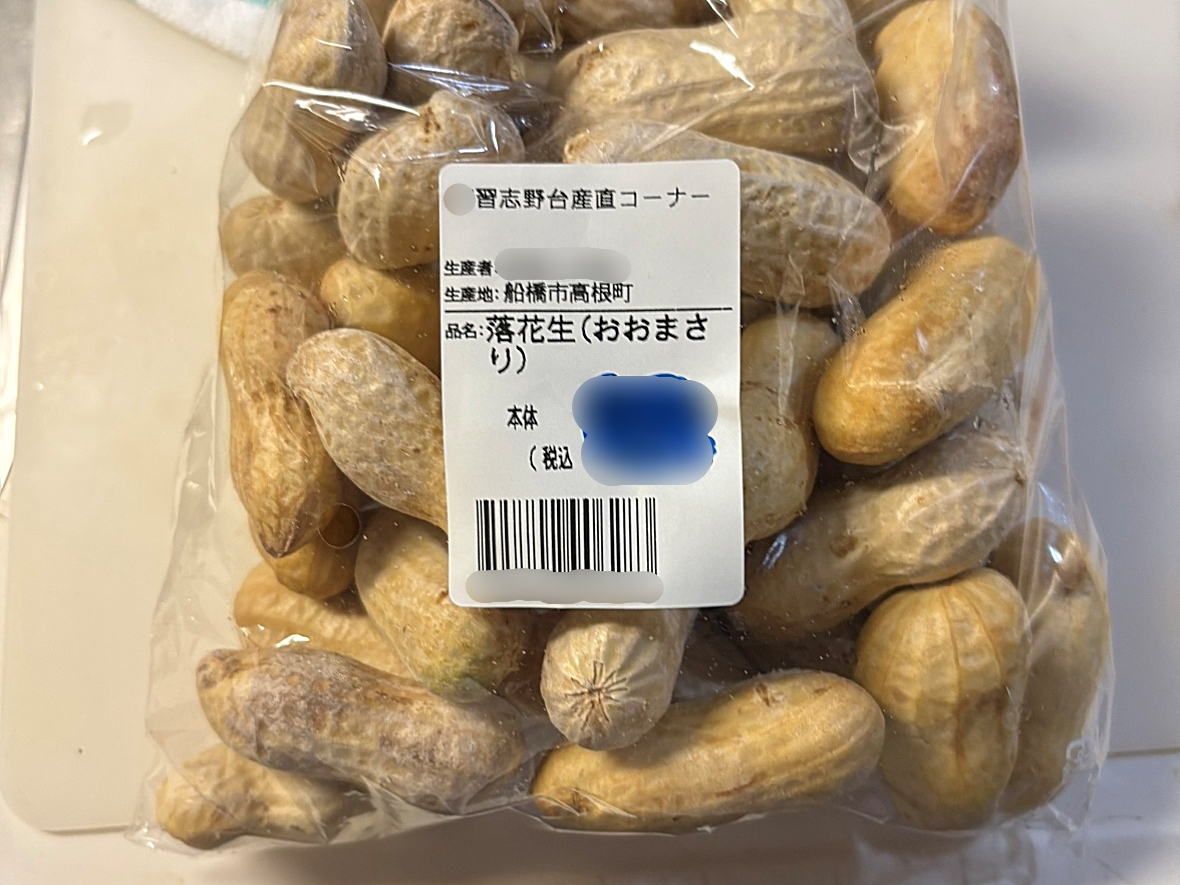 習志野台産直コーナー
生産者:
生産地: 船橋市高根町
品名:落花生(おおまさ
り)
本体
(税込